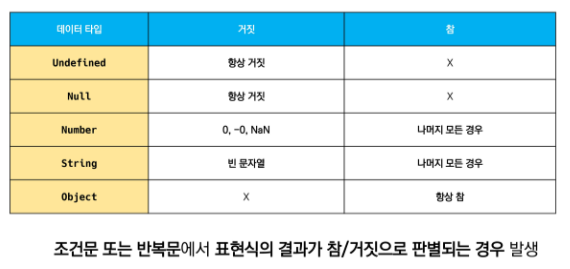 데이터 타입 거짓 참
Undefined 항상 거짓 X
Null 항상 거짓 X
Number 0, -0, NaN 나머지 모든 경우
String 빈 문자열 나머지 모든 경우
Object X 항상 참
조건문 또는 반복문에서 표현식의 결과가 참/거짓으로 판별되는 경우 발생